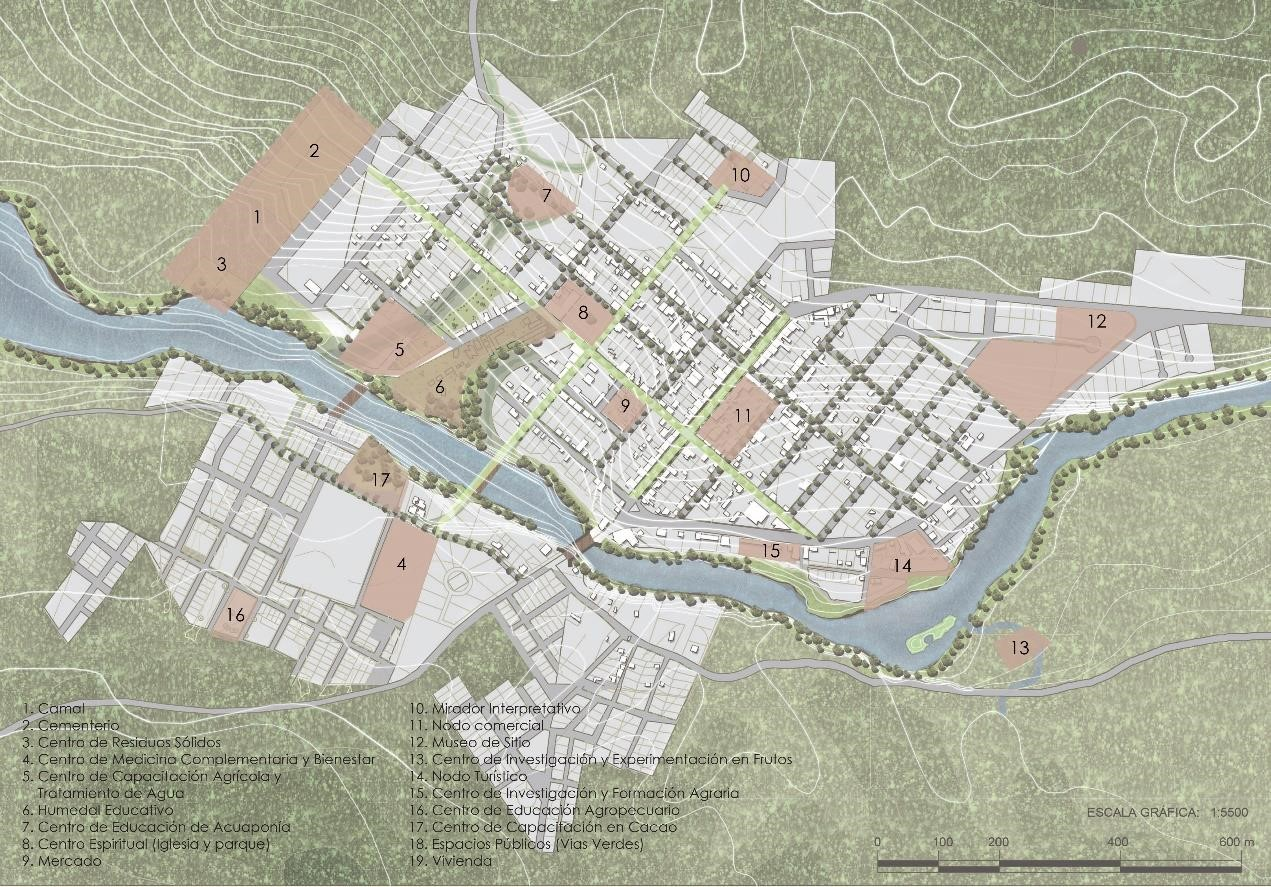 2
10
7
1
3
8
12
5
6
9
11
17
15
14
4
16
13
1. Camal
2. Cementerio
3. Centro de Residuos Sólidos
4. Centro de Medicina Complementaria y Bienestar
5. Centro de Capacitación Agrícola y
Tratamiento de Agua
6. Humedal Educativo
7. Centro de Educación de Acuaponía
8. Centro Espiritual (Iglesia y parque)
9. Mercado
10. Mirador Interpretativo
11. Nodo comercial
12. Museo de Sitio
13. Centro de Investigación y Experimentación en Frutos
14. Nodo Turístico
15. Centro de Investigación y Formación Agraria
16. Centro de Educación Agropecuario
17. Centro de Capacitación en Cacao
18. Espacios Públicos (Vías Verdes)
19. Vivienda
ESCALA GRÁFICA: 1:5500
0 100 200 400 600 m